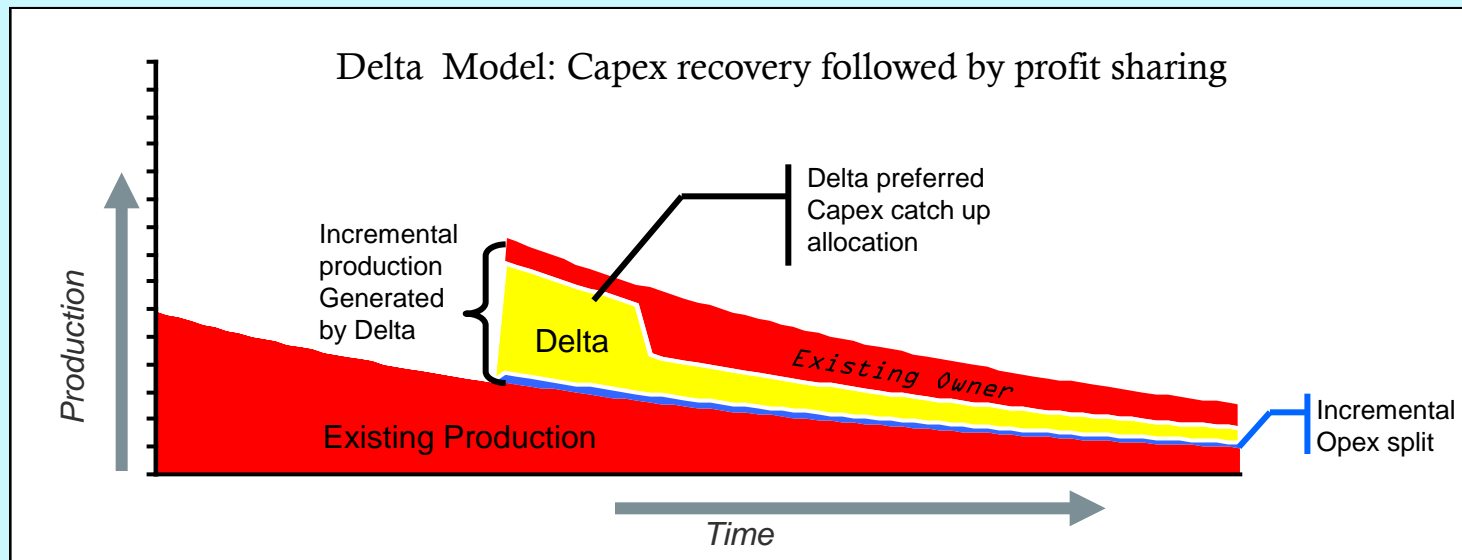 Delta Model: Capex recovery followed by profit sharing
Delta preferred
Capex catch up
allocation
Incremental
production
Generated
by Delta
Production
Delta
Existing Owner
Existing Production
Incremental
Opex split
Time